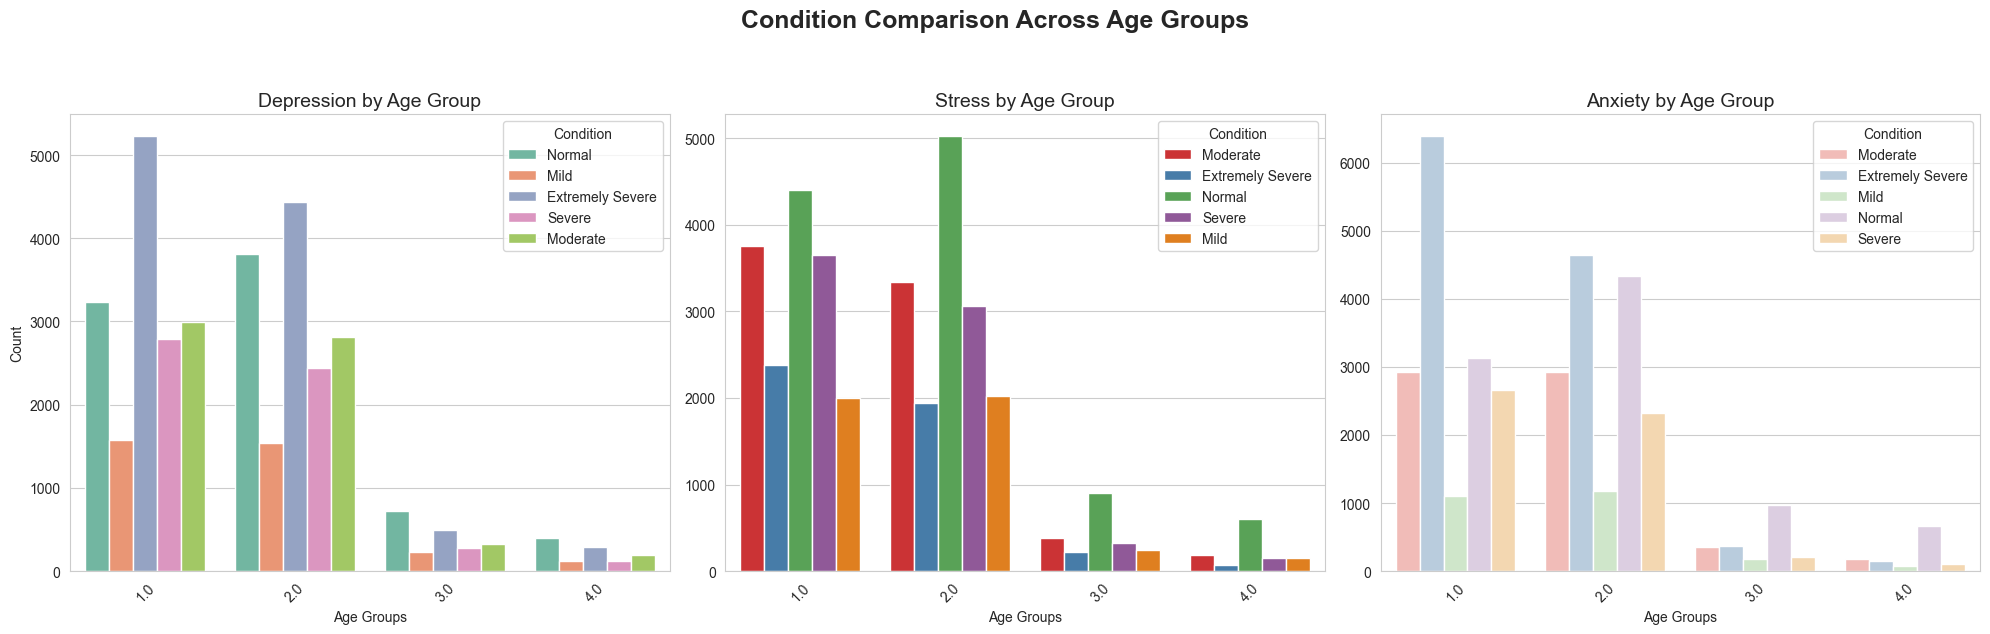 Condition Comparison Across Age Groups
Depression by Age Group
Count
5000
4000
3000
2000
1000
0
1.0
2.0
3.0
4.0
Age Groups
Condition
Normal
Mild
Extremely Severe
Severe
Moderate
Stress by Age Group
5000
4000
3000
2000
1000
0
1.0
2.0
3.0
4.0
Age Groups
Condition
Moderate
Extremely Severe
Normal
Severe
Mild
Anxiety by Age Group
6000
5000
4000
3000
2000
1000
0
1.0
2.0
3.0
4.0
Age Groups
Condition
Moderate
Extremely Severe
Mild
Normal
Severe